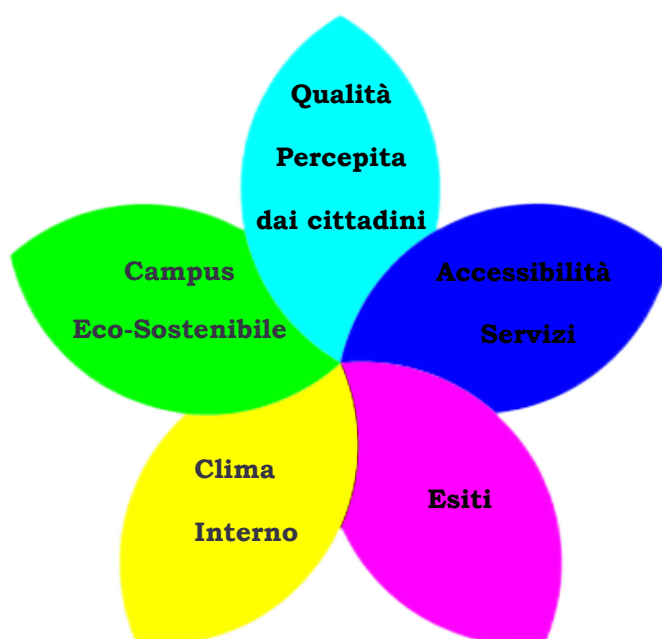 Qualità
Percepita
dai cittadini
Campus
Eco-Sostenibile
Accessibilità
Servizi
Clima
Interno
Esiti